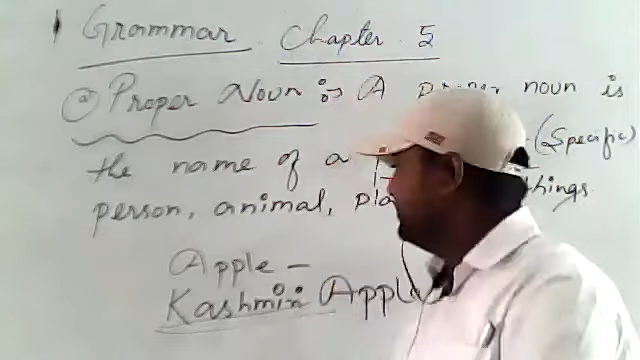 Grammar. Chapter. 5
@ Proper Noun :→ A noun is
the name of a (Specific)
person, animal, things
Apple –
Kashmiri Apple